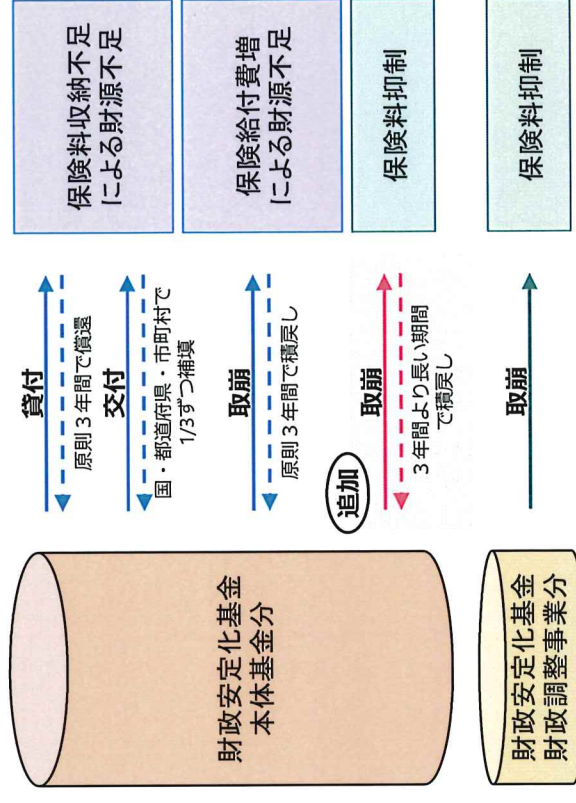 財政安定化基金
本体基金分
貸付
原則3年間で償還
交付
国・都道府県・市町村で
1/3ずつ補填
保険料収納不足
による財源不足
取崩
原則3年間で積戻し
保険給付費増
による財源不足
追加
取崩
3年間より長い期間
で積戻し
保険料抑制
財政安定化基金
財政調整事業分
取崩
保険料抑制